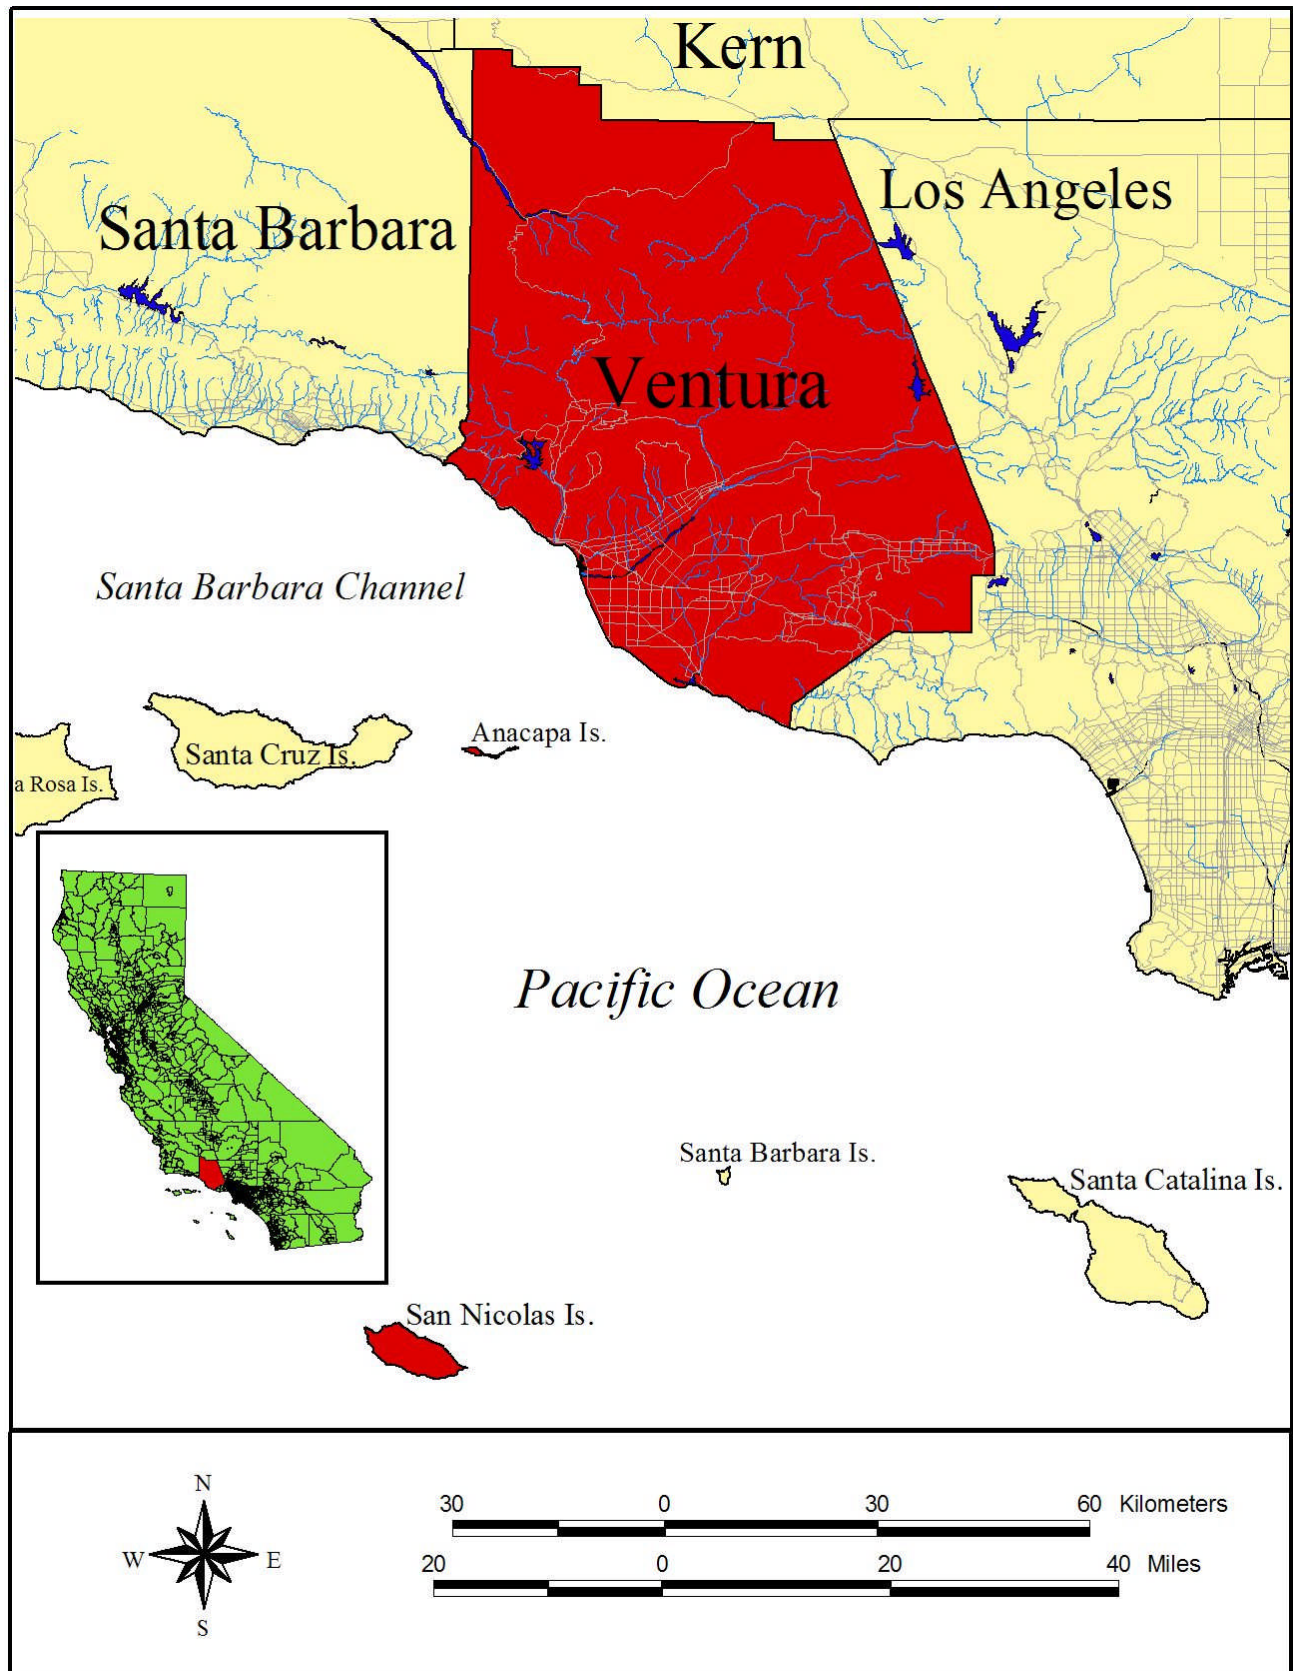 Kern
Los Angeles
Santa Barbara
Ventura
Santa Barbara Channel
Anacapa Is.
Santa Cruz Is.
a Rosa Is.
Pacific Ocean
Santa Barbara Is.
Santa Catalina Is.
San Nicolas Is.
N
W E
S
30 0 30 60 Kilometers
20 0 20 40 Miles